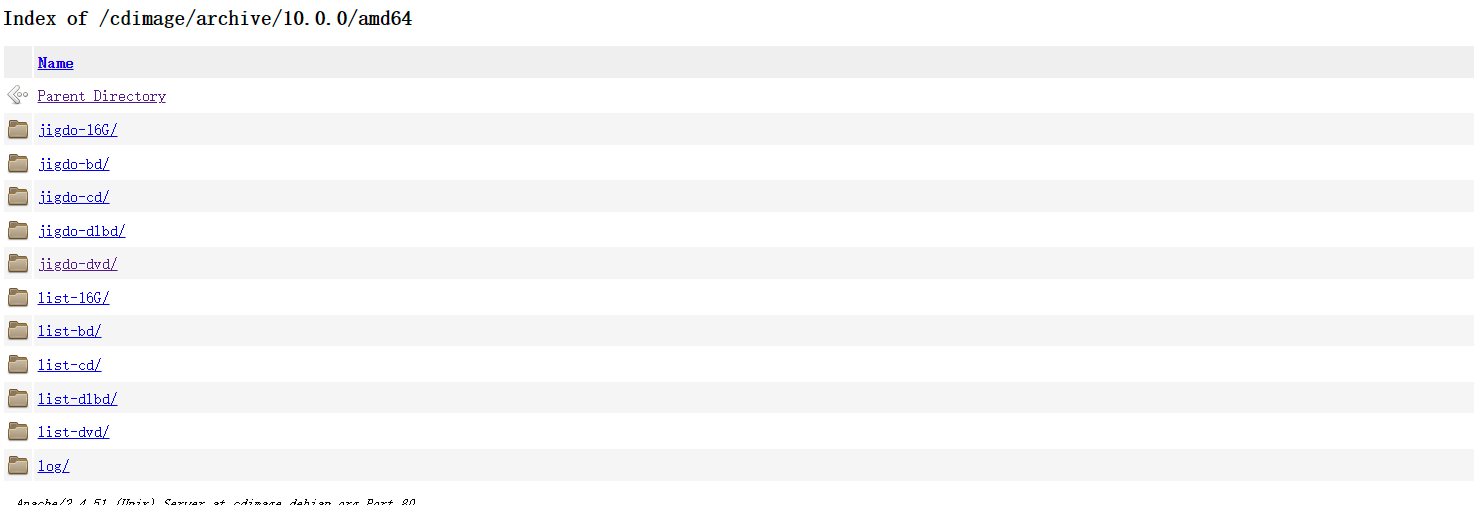 Index of /cdimage/archive/10.0.0/amd64
Name
Parent Directory
jigdo-16G/
jigdo-bd/
jigdo-cd/
jigdo-dlbd/
jigdo-dvd/
list-16G/
list-bd/
list-cd/
list-dlbd/
list-dvd/
log/
Apache/2.4.51 (Unix) Server at cdimage.debian.org Port 80